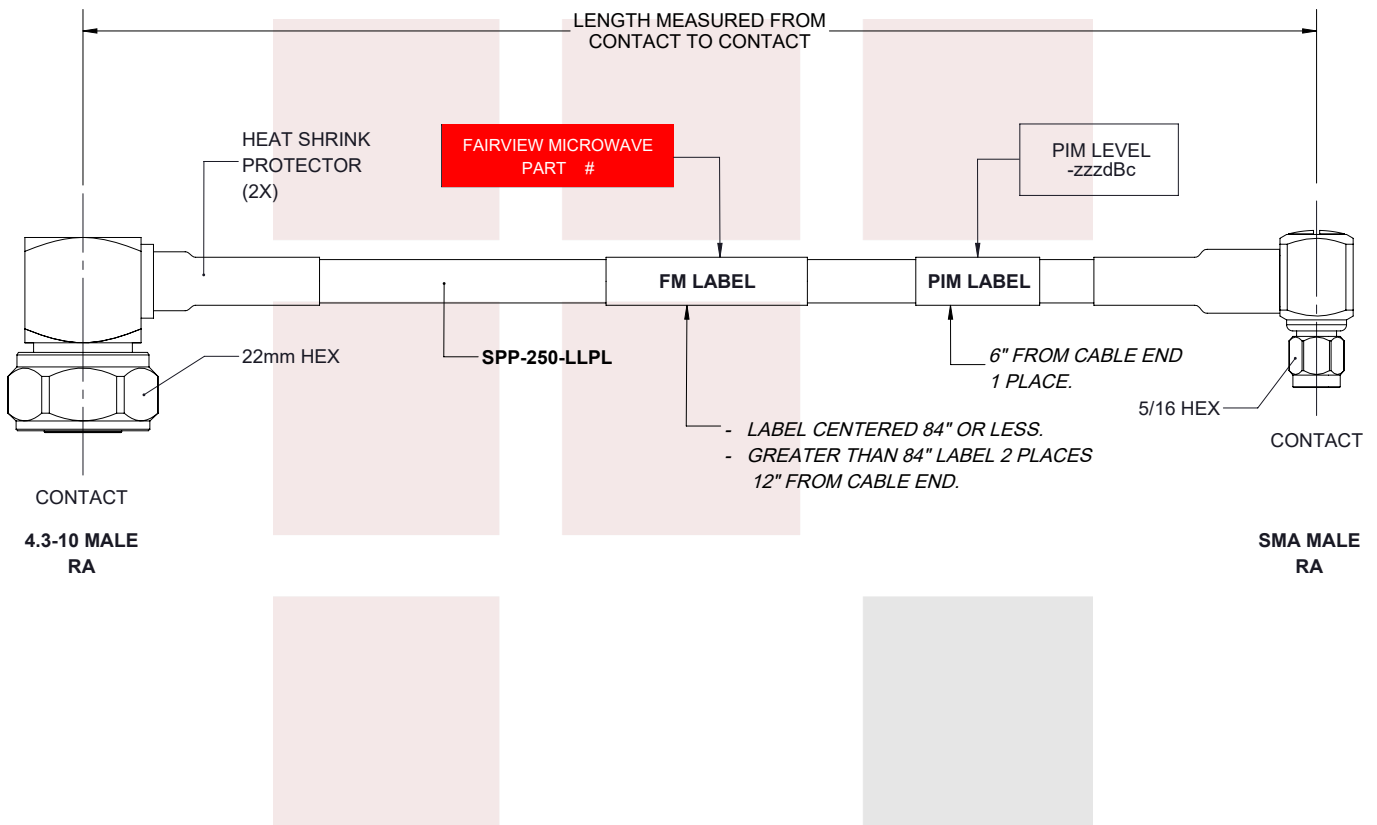 LENGTH MEASURED FROM
CONTACT TO CONTACT
HEAT SHRINK
PROTECTOR
(2X)
FAIRVIEW MICROWAVE
PART #
PIM LEVEL
-zzzdBc
FM LABEL
PIM LABEL
22mm HEX
SPP-250-LLPL
6" FROM CABLE END
1 PLACE.
5/16 HEX
- LABEL CENTERED 84" OR LESS.
- GREATER THAN 84" LABEL 2 PLACES
12" FROM CABLE END.
CONTACT
4.3-10 MALE
RA
CONTACT
SMA MALE
RA